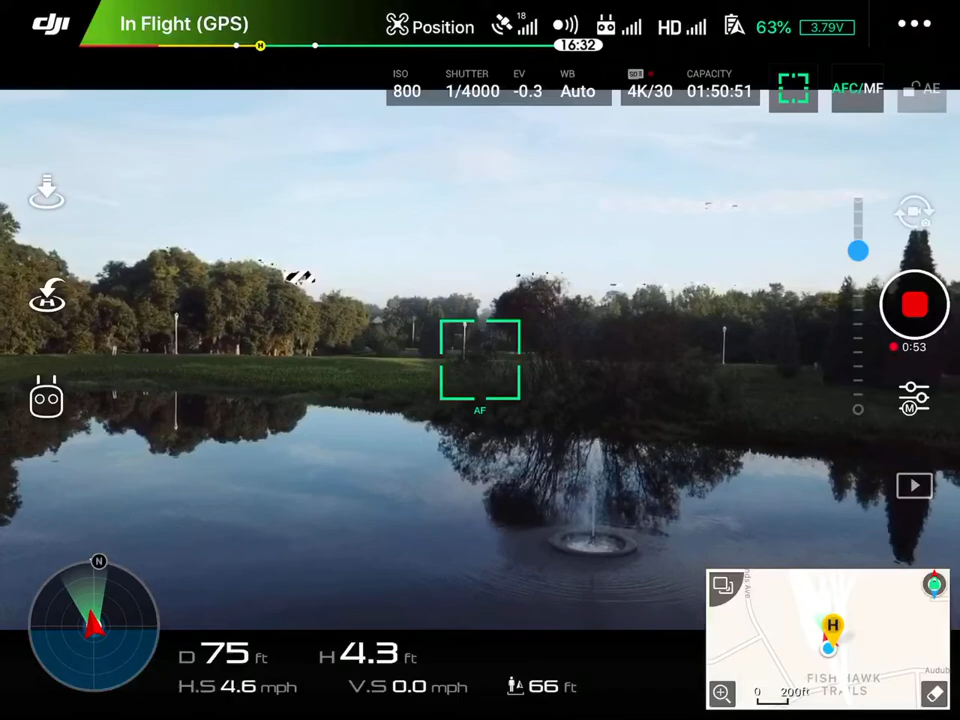 dji In Flight (GPS) Position 18 HD 63% 3.79V
H 16:32
ISO SHUTTER EV WB SD CAPACITY
800 1/4000 -0.3 Auto 4K/30 01:50:51 AFC/MF AE
H
0:53
AF
M
N
H
D 75 ft H 4.3 ft
H.S 4.6 mph V.S 0.0 mph 66 ft
FISH HAWK
TRAILS
Audub
0 200ft